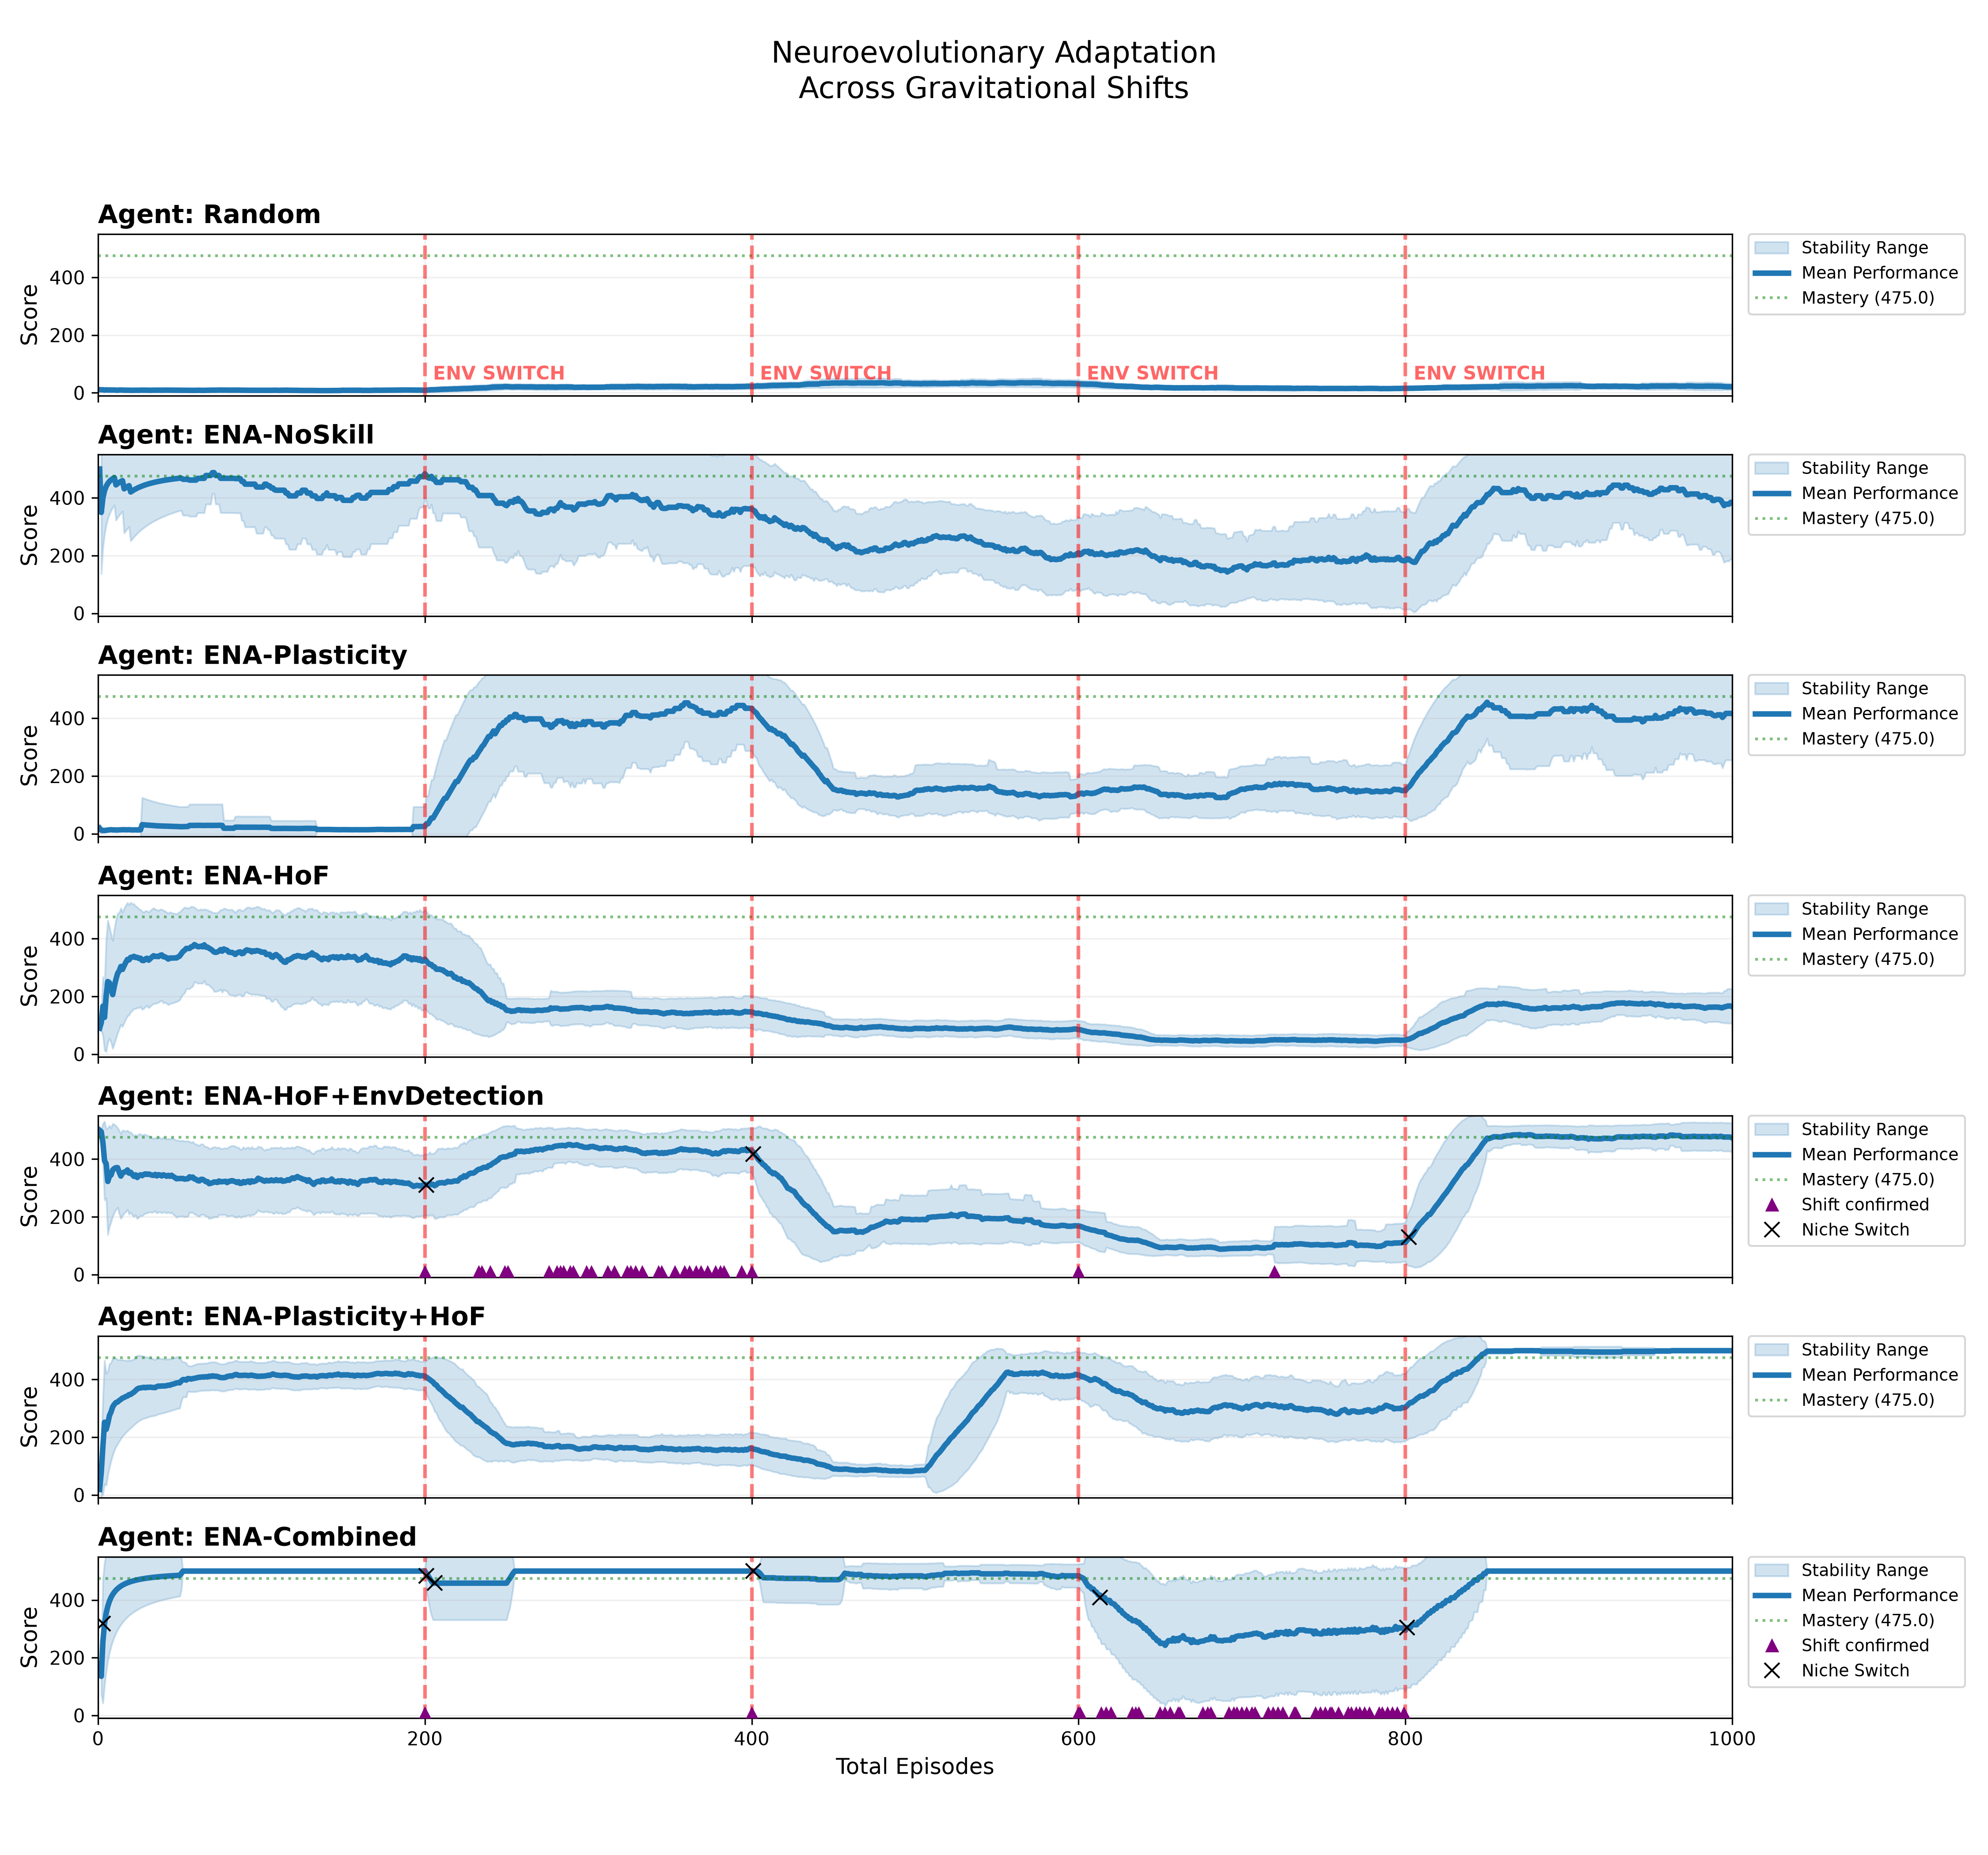 Neuroevolutionary Adaptation
Across Gravitational Shifts
Agent: Random
Score
400
200
0
ENV SWITCH
ENV SWITCH
ENV SWITCH
ENV SWITCH
Stability Range
Mean Performance
Mastery (475.0)
Agent: ENA-NoSkill
Score
400
200
0
Stability Range
Mean Performance
Mastery (475.0)
Agent: ENA-Plasticity
Score
400
200
0
Stability Range
Mean Performance
Mastery (475.0)
Agent: ENA-HoF
Score
400
200
0
Stability Range
Mean Performance
Mastery (475.0)
Agent: ENA-HoF+EnvDetection
Score
400
200
0
Stability Range
Mean Performance
Mastery (475.0)
Shift confirmed
Niche Switch
Agent: ENA-Plasticity+HoF
Score
400
200
0
Stability Range
Mean Performance
Mastery (475.0)
Agent: ENA-Combined
Score
400
200
0
Stability Range
Mean Performance
Mastery (475.0)
Shift confirmed
Niche Switch
0 200 400 600 800 1000
Total Episodes